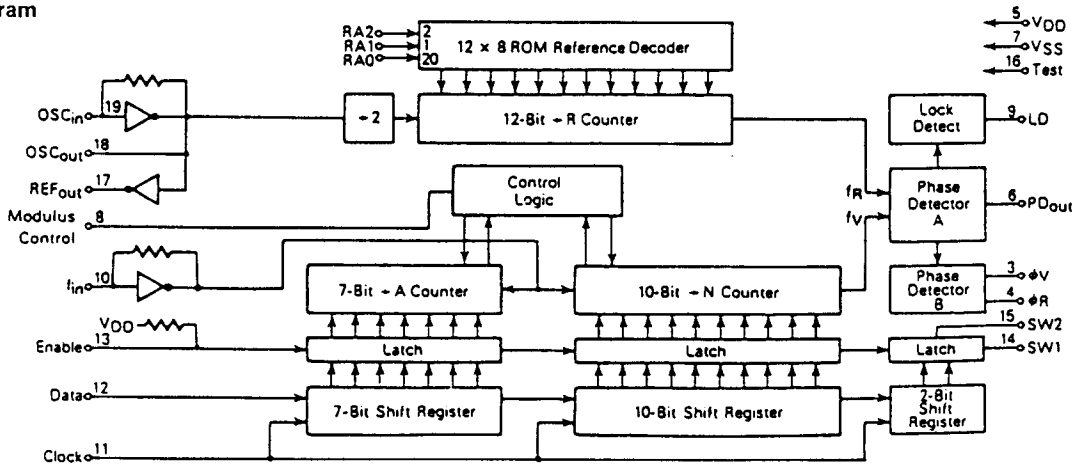 ram
RA2 2
RA1 1
RA0 20
12 × 8 ROM Reference Decoder
5 VDD
7 VSS
16 Test
OSCin 19
÷ 2
12-Bit ÷ R Counter
Lock Detect
9 LD
OSCout 18
REFout 17
Control Logic
fR
fV
Phase Detector A
6 PDout
Modulus Control 8
fin 10
7-Bit ÷ A Counter
10-Bit ÷ N Counter
Phase Detector B
3 ϕV
4 ϕR
VDD
Enable 13
Latch
Latch
Latch
15 SW2
14 SW1
Data 12
7-Bit Shift Register
10-Bit Shift Register
2-Bit Shift Register
Clock 11